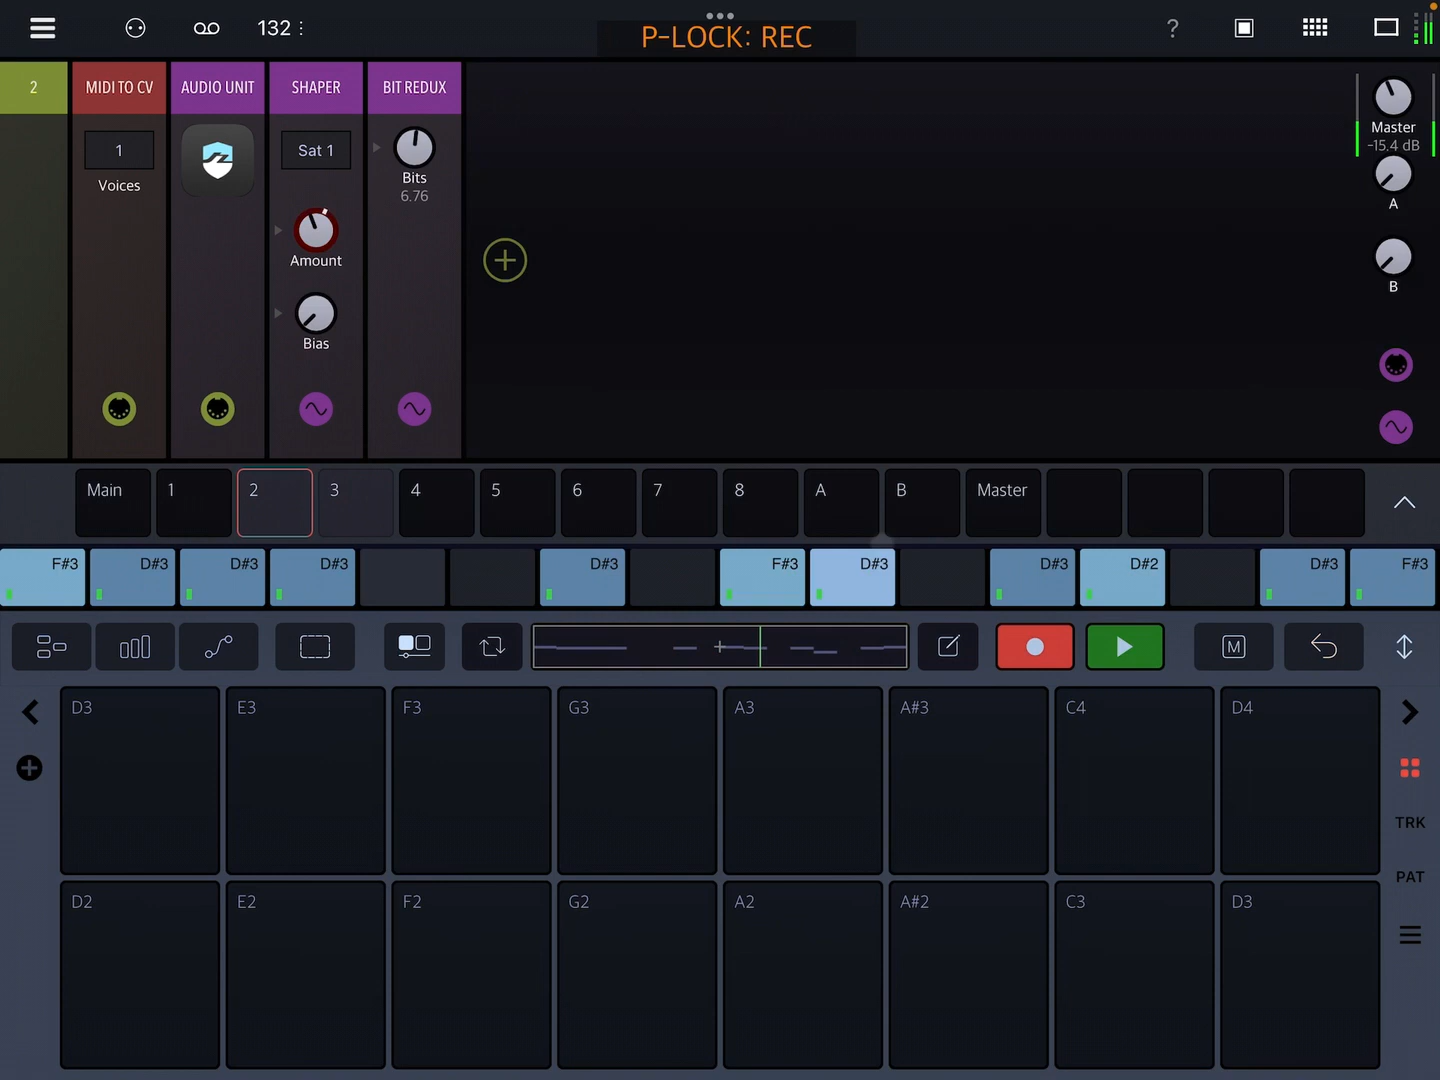 132
P-LOCK: REC
?
2
MIDI TO CV
AUDIO UNIT
SHAPER
BIT REDUX
1
Voices
Sat 1
Amount
Bias
Bits
6.76
Master
-15.4 dB
A
B
Main
1
2
3
4
5
6
7
8
A
B
Master
F#3
D#3
D#3
D#3
D#3
F#3
D#3
D#3
D#2
D#3
F#3
M
D3
E3
F3
G3
A3
A#3
C4
D4
TRK
PAT
D2
E2
F2
G2
A2
A#2
C3
D3